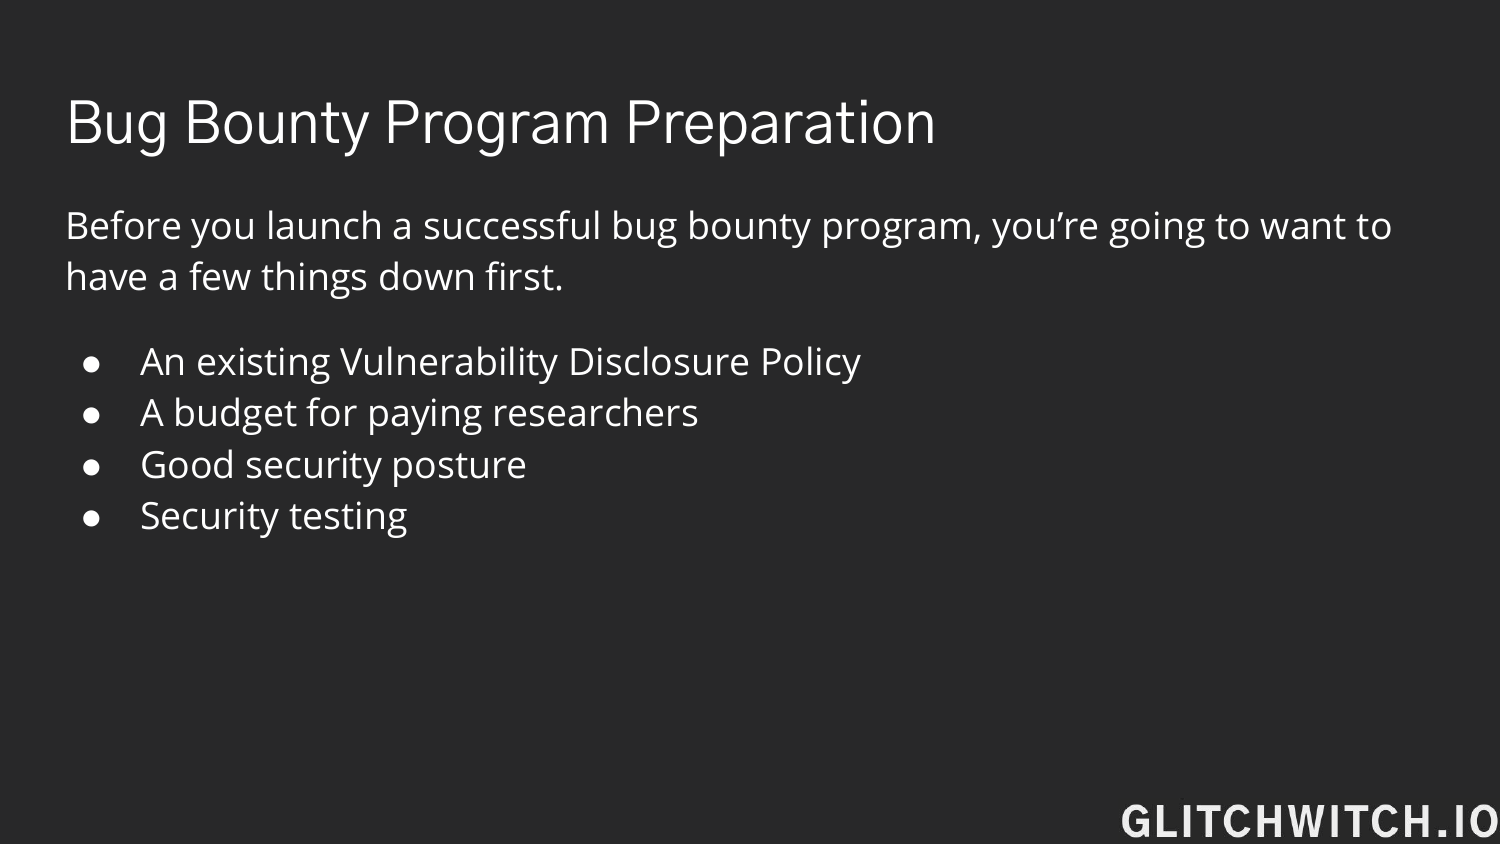 Bug Bounty Program Preparation
Before you launch a successful bug bounty program, you’re going to want to
have a few things down first.
● An existing Vulnerability Disclosure Policy
● A budget for paying researchers
● Good security posture
● Security testing
GLITCHWITCH.IO